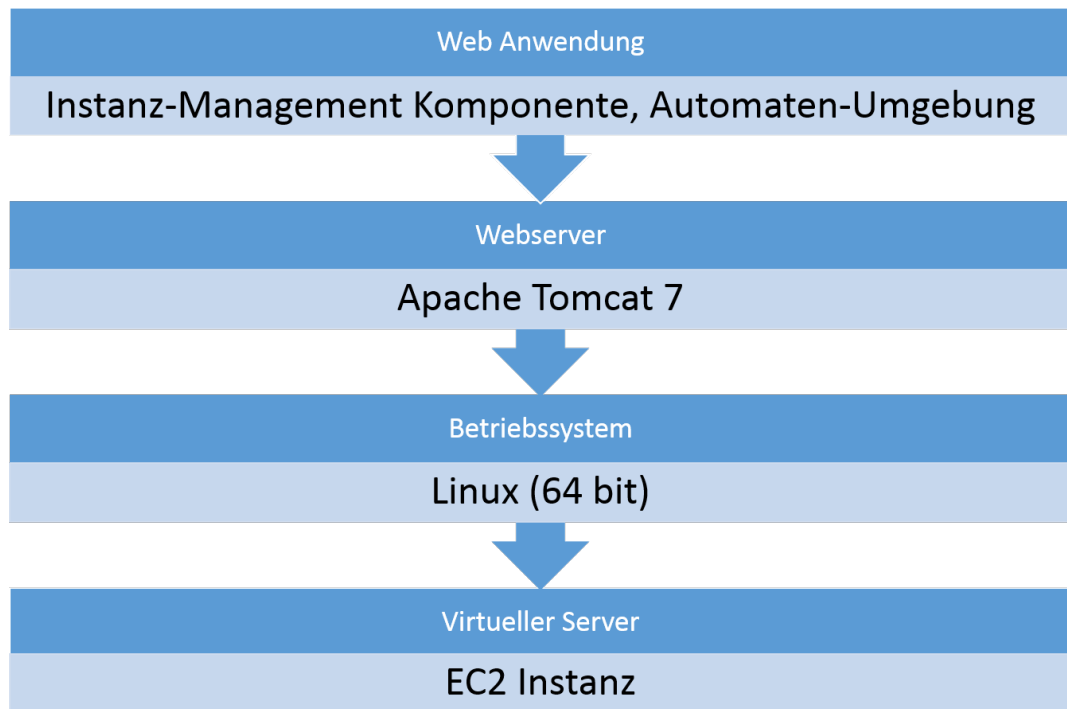 Web Anwendung
Instanz-Management Komponente, Automaten-Umgebung
Webserver
Apache Tomcat 7
Betriebssystem
Linux (64 bit)
Virtueller Server
EC2 Instanz